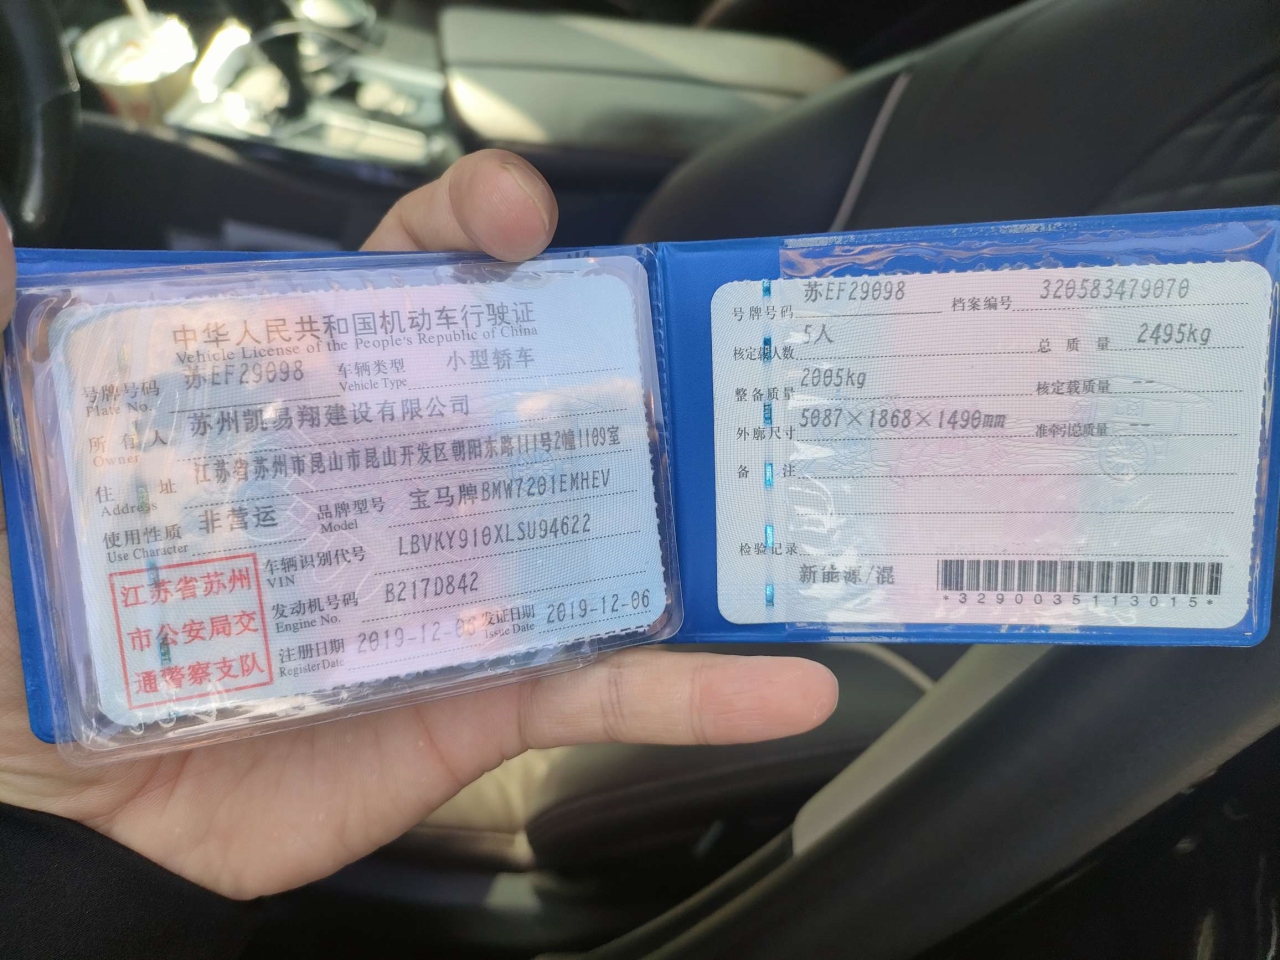 中华人民共和国机动车行驶证
Vehicle License of the People's Republic of China
号牌号码 苏EF29098 车辆类型 小型轿车
Plate No. Vehicle Type
所有人 苏州凯易翔建设有限公司
Owner
住址 江苏省苏州市昆山市昆山开发区朝阳东路111号2幢1109室
Address
使用性质 非营运 品牌型号 宝马牌BMW7201EMHEV
Use Character Model
车辆识别代号 LBVKY910XLSU94622
VIN
发动机号码 B217D842
Engine No.
注册日期 2019-12-06 发证日期 2019-12-06
Register Date Issue Date
江苏省苏州
市公安局交
通警察支队
号牌号码 苏EF29098 档案编号 320583479070
核定载人数 5人 总质量 2495kg
整备质量 2005kg 核定载质量 --
外廓尺寸 5087×1868×1490mm 准牵引总质量 --
备注
检验记录
新能源/混
*3290035113015*